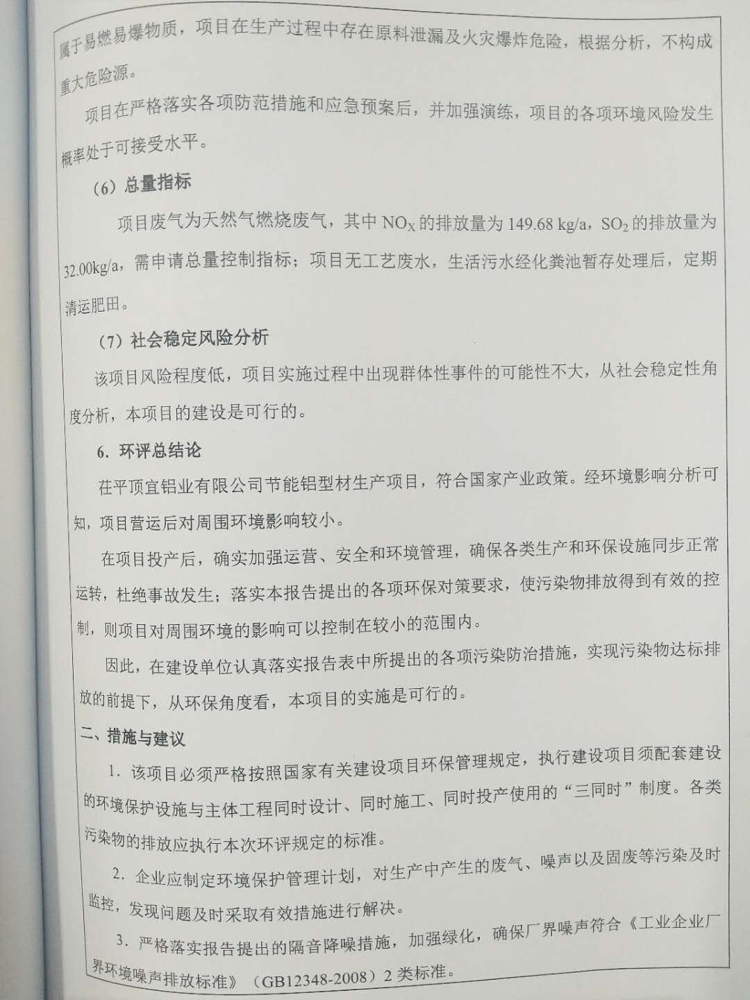 属于易燃易爆物质，项目在生产过程中存在原料泄漏及火灾爆炸危险，根据分析，不构成
重大危险源。
项目在严格落实各项防范措施和应急预案后，并加强演练，项目的各项环境风险发生
概率处于可接受水平。
（6）总量指标
项目废气为天然气燃烧废气，其中 NOX 的排放量为 149.68 kg/a，SO2 的排放量为
32.00kg/a，需申请总量控制指标；项目无工艺废水，生活污水经化粪池暂存处理后，定期
清运肥田。
（7）社会稳定风险分析
该项目风险程度低，项目实施过程中出现群体性事件的可能性不大，从社会稳定性角
度分析，本项目的建设是可行的。
6．环评总结论
茌平顶宜铝业有限公司节能铝型材生产项目，符合国家产业政策。经环境影响分析可
知，项目营运后对周围环境影响较小。
在项目投产后，确实加强运营、安全和环境管理，确保各类生产和环保设施同步正常
运转，杜绝事故发生；落实本报告提出的各项环保对策要求，使污染物排放得到有效的控
制，则项目对周围环境的影响可以控制在较小的范围内。
因此，在建设单位认真落实报告表中所提出的各项污染防治措施，实现污染物达标排
放的前提下，从环保角度看，本项目的实施是可行的。
二、措施与建议
1．该项目必须严格按照国家有关建设项目环保管理规定，执行建设项目须配套建设
的环境保护设施与主体工程同时设计、同时施工、同时投产使用的“三同时”制度。各类
污染物的排放应执行本次环评规定的标准。
2．企业应制定环境保护管理计划，对生产中产生的废气、噪声以及固废等污染及时
监控，发现问题及时采取有效措施进行解决。
3．严格落实报告提出的隔音降噪措施，加强绿化，确保厂界噪声符合《工业企业厂
界环境噪声排放标准》（GB12348-2008）2 类标准。